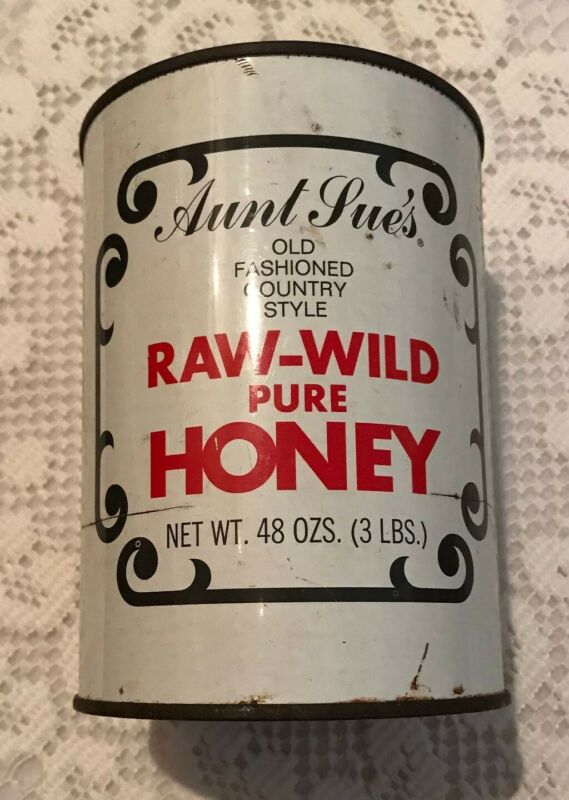 Aunt Sue's®
OLD
FASHIONED
COUNTRY
STYLE
RAW-WILD
PURE
HONEY
NET WT. 48 OZS. (3 LBS.)